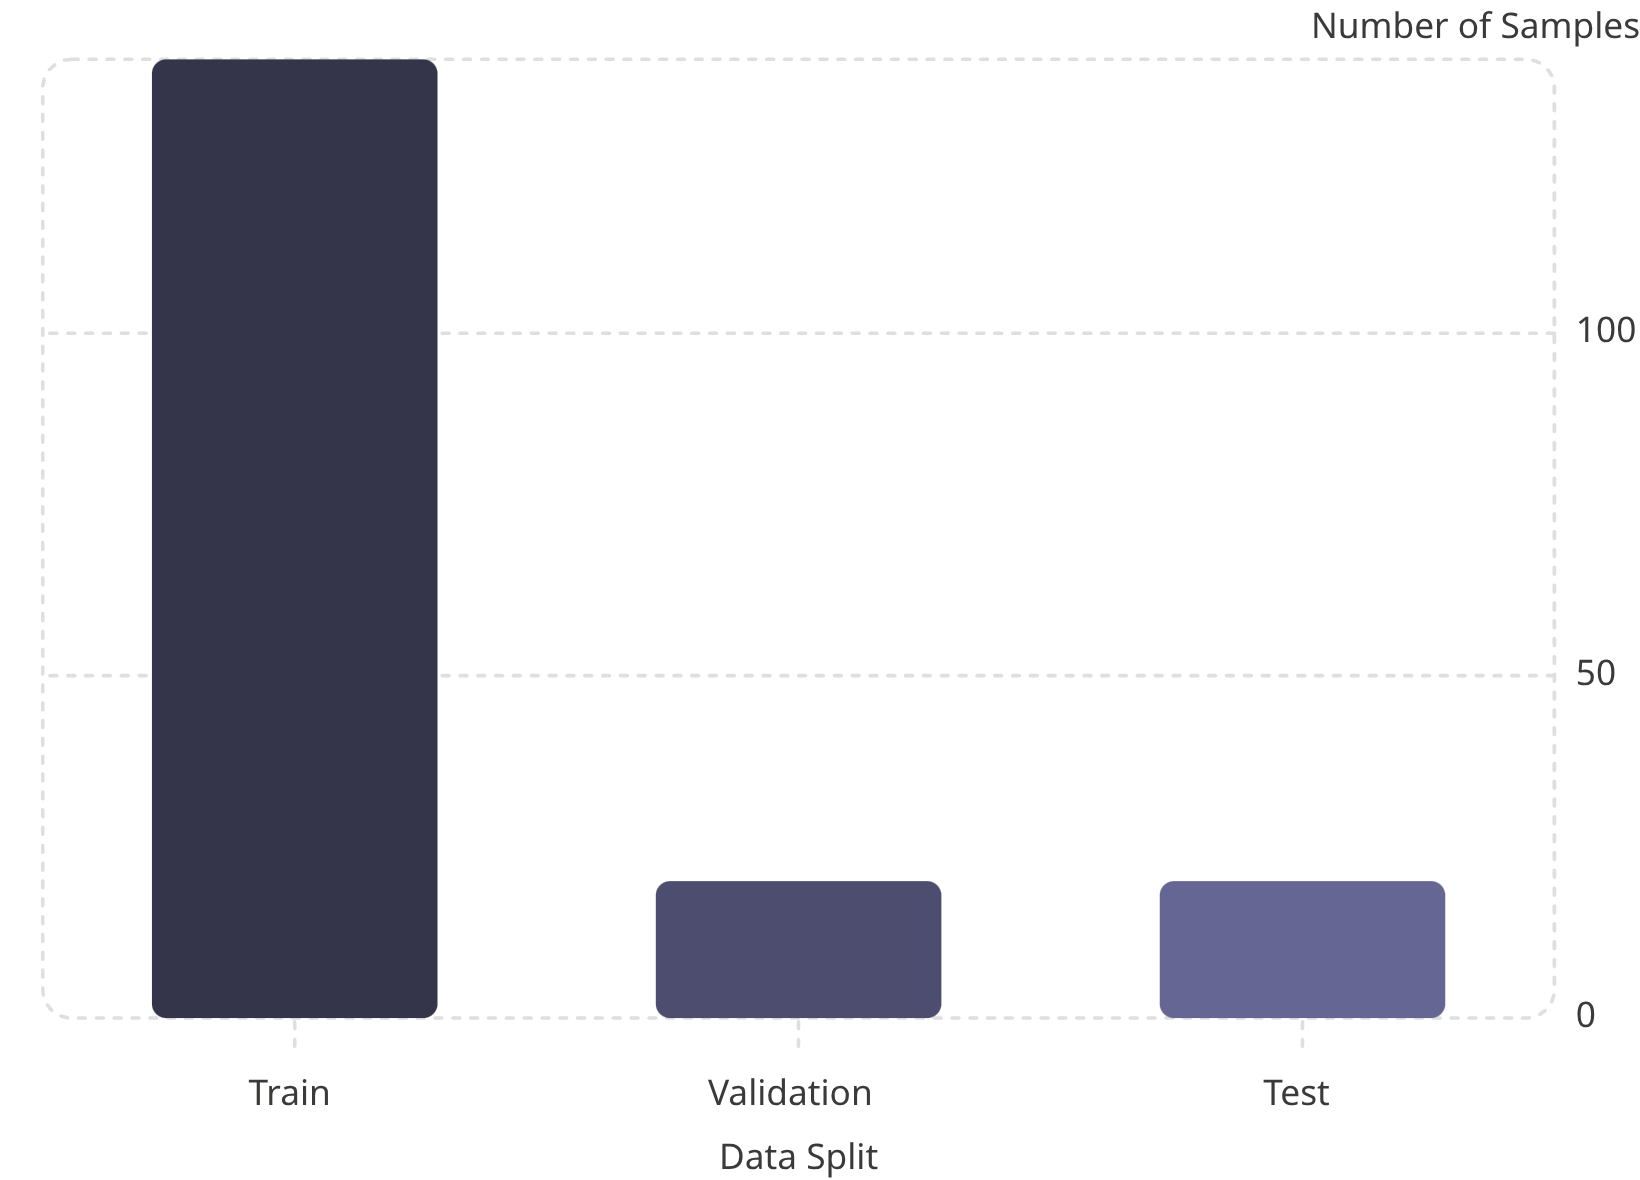 Number of Samples
100
50
0
Train
Validation
Test
Data Split